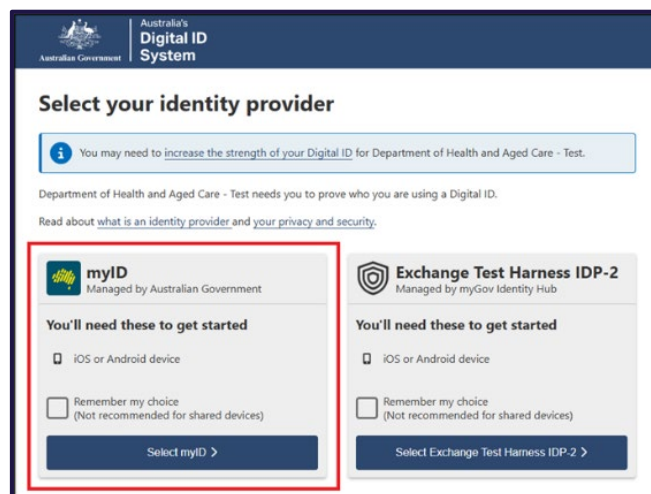 Australian Government
Australia's
Digital ID
System
Select your identity provider
You may need to increase the strength of your Digital ID for Department of Health and Aged Care - Test.
Department of Health and Aged Care - Test needs you to prove who you are using a Digital ID.
Read about what is an identity provider and your privacy and security.
myID
Managed by Australian Government
You'll need these to get started
iOS or Android device
Remember my choice
(Not recommended for shared devices)
Select myID >
Exchange Test Harness IDP-2
Managed by myGov Identity Hub
You'll need these to get started
iOS or Android device
Remember my choice
(Not recommended for shared devices)
Select Exchange Test Harness IDP-2 >